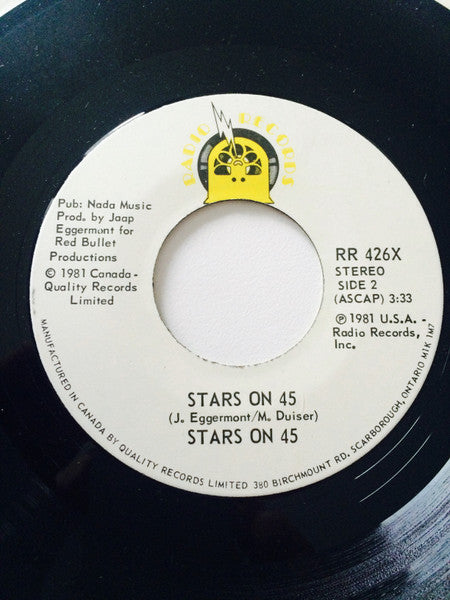 RADIO RECORDS
Pub: Nada Music
Prod. by Jaap
Eggermont for
Red Bullet
Productions
© 1981 Canada-
Quality Records
Limited
RR 426X
STEREO
SIDE 2
(ASCAP) 3:33
℗ 1981 U.S.A. -
Radio Records,
Inc.
STARS ON 45
(J. Eggermont/M. Duiser)
STARS ON 45
MANUFACTURED IN CANADA BY QUALITY RECORDS LIMITED 380 BIRCHMOUNT RD. SCARBOROUGH, ONTARIO M1K 1M7